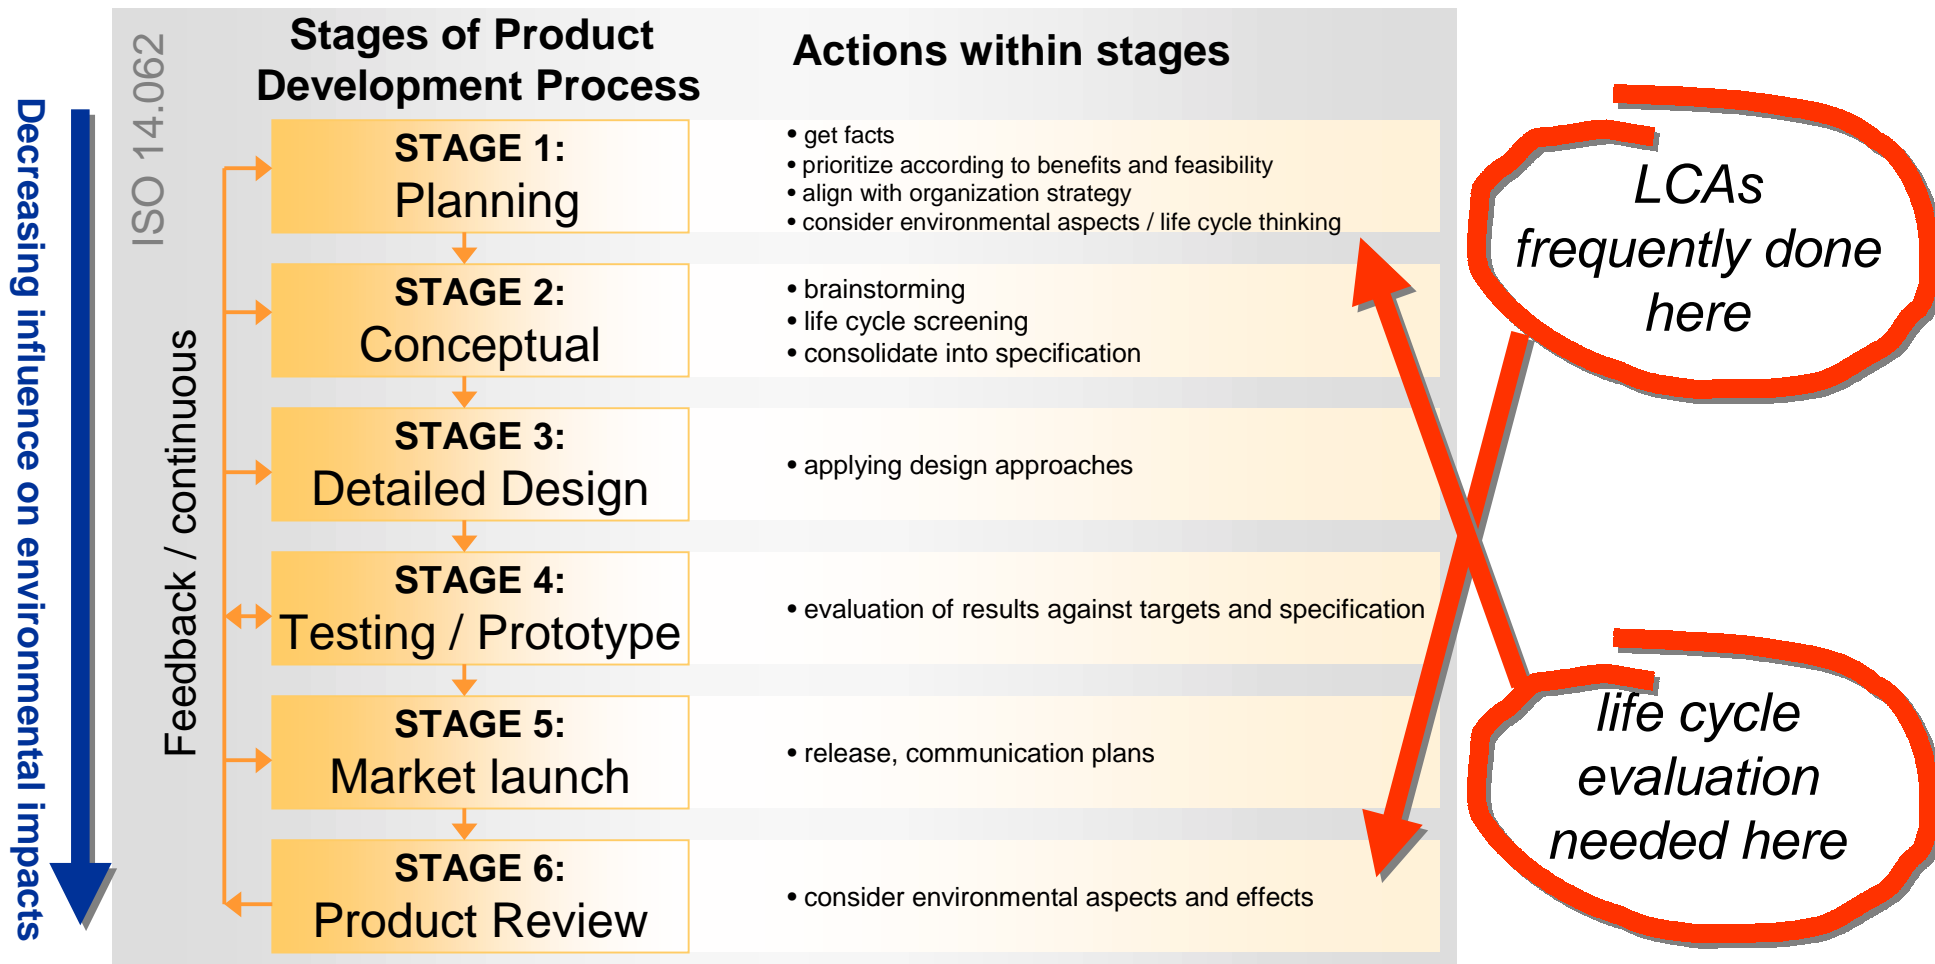 Decreasing influence on environmental impacts
ISO 14.062
Feedback / continuous
Stages of Product
Development Process
Actions within stages
STAGE 1:
Planning
• get facts
• prioritize according to benefits and feasibility
• align with organization strategy
• consider environmental aspects / life cycle thinking
STAGE 2:
Conceptual
• brainstorming
• life cycle screening
• consolidate into specification
STAGE 3:
Detailed Design
• applying design approaches
STAGE 4:
Testing / Prototype
• evaluation of results against targets and specification
STAGE 5:
Market launch
• release, communication plans
STAGE 6:
Product Review
• consider environmental aspects and effects
LCAs
frequently done
here
life cycle
evaluation
needed here